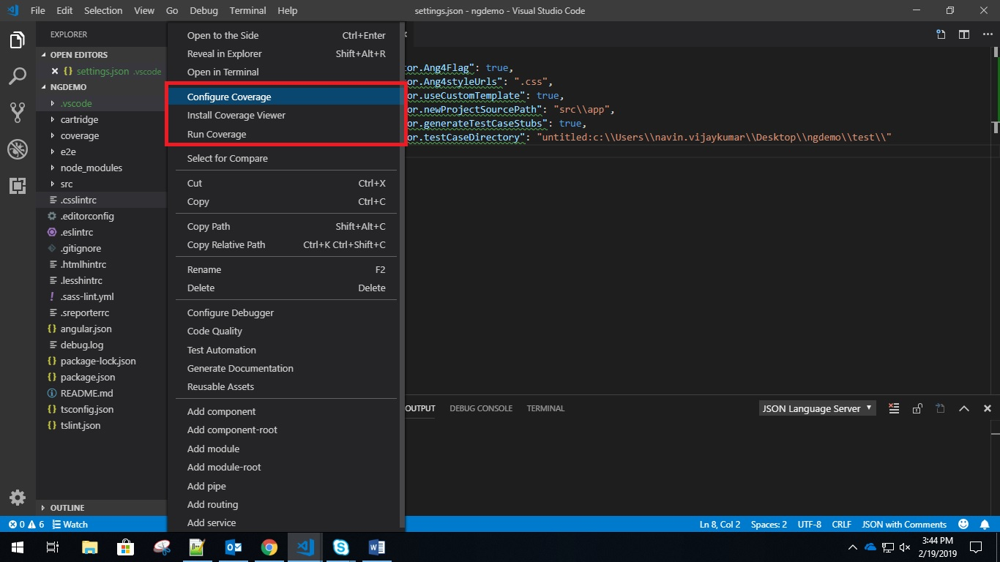 File Edit Selection View Go Debug Terminal Help
settings.json - ngdemo - Visual Studio Code
EXPLORER
OPEN EDITORS
settings.json .vscode
NGDEMO
.vscode
cartridge
coverage
e2e
node_modules
src
.csslintrc
.editorconfig
.eslintrc
.gitignore
.htmlhintrc
.lesshintrc
.sass-lint.yml
.sreporterrc
angular.json
debug.log
package-lock.json
package.json
README.md
tsconfig.json
tslint.json
OUTLINE
Open to the Side Ctrl+Enter
Reveal in Explorer Shift+Alt+R
Open in Terminal
Configure Coverage
Install Coverage Viewer
Run Coverage
Select for Compare
Cut Ctrl+X
Copy Ctrl+C
Copy Path Shift+Alt+C
Copy Relative Path Ctrl+K Ctrl+Shift+C
Rename F2
Delete Delete
Configure Debugger
Code Quality
Test Automation
Generate Documentation
Reusable Assets
Add component
Add component-root
Add module
Add module-root
Add pipe
Add routing
Add service
tor.Ang4Flag": true,
tor.Ang4styleUrls": ".css",
or.useCustomTemplate": true,
or.newProjectSourcePath": "src\\app",
or.generateTestCaseStubs": true,
or.testCaseDirectory": "untitled:c:\\Users\\navin.vijaykumar\\Desktop\\ngdemo\\test\\"
OUTPUT DEBUG CONSOLE TERMINAL
JSON Language Server
0 6 Watch
Ln 8, Col 2 Spaces: 2 UTF-8 CRLF JSON with Comments
3:44 PM
2/19/2019